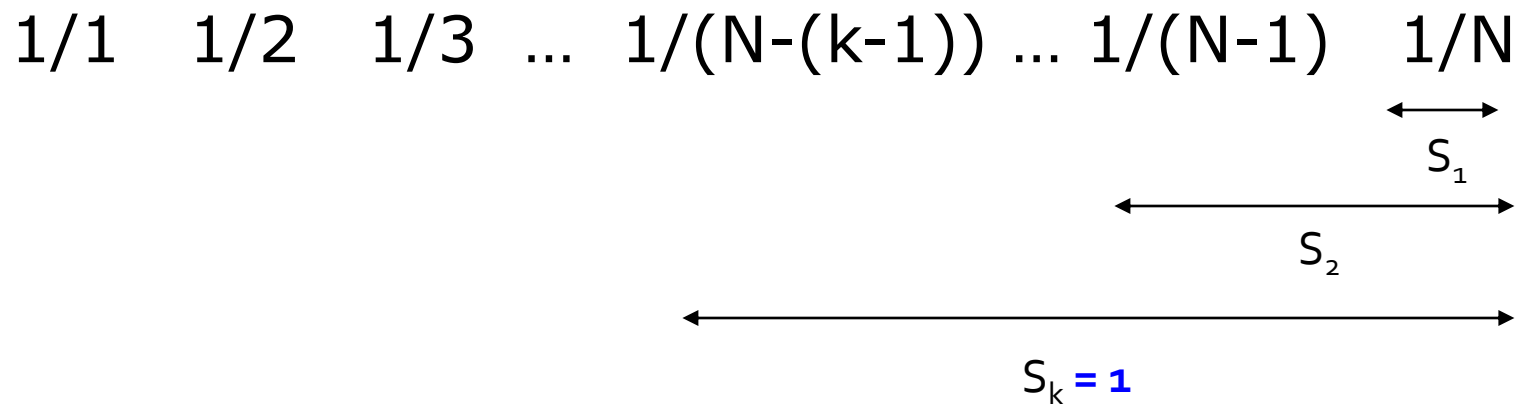 1/1 1/2 1/3 … 1/(N-(k-1)) … 1/(N-1) 1/N
S₁
S₂
Sₖ = 1